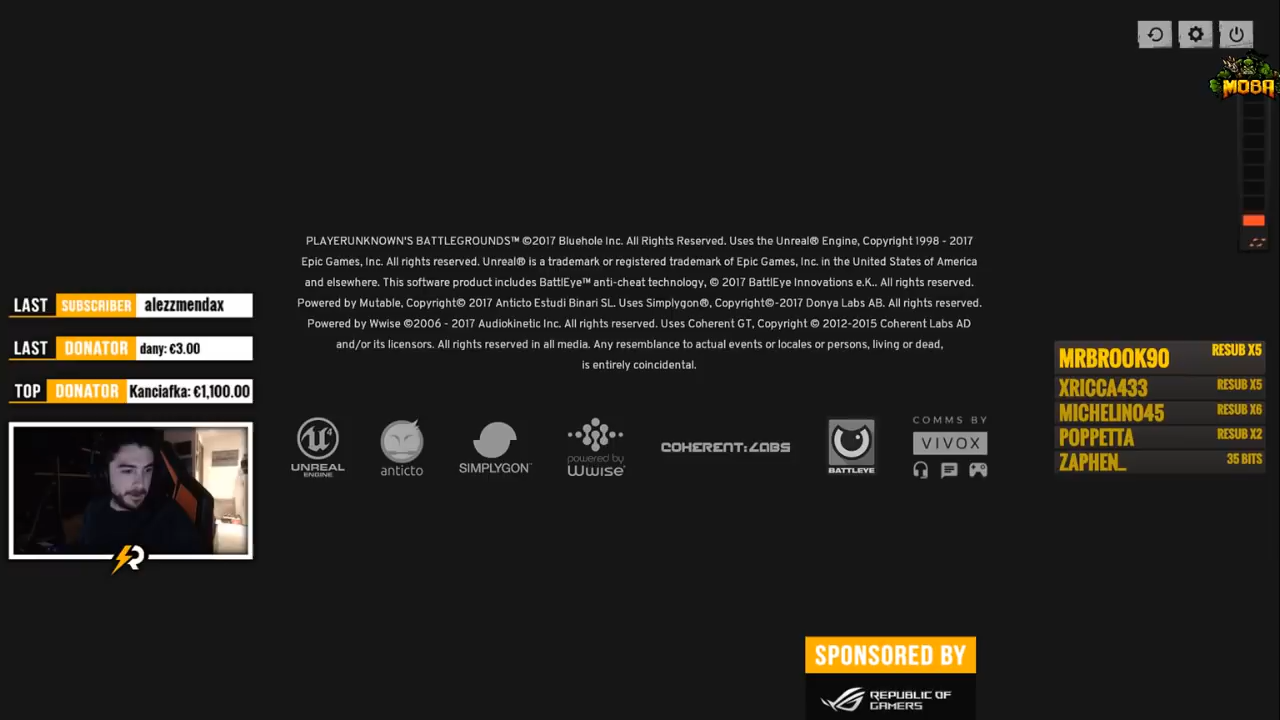 MOBA
PLAYERUNKNOWN'S BATTLEGROUNDS™ ©2017 Bluehole Inc. All Rights Reserved. Uses the Unreal® Engine, Copyright 1998 - 2017
Epic Games, Inc. All rights reserved. Unreal® is a trademark or registered trademark of Epic Games, Inc. in the United States of America
and elsewhere. This software product includes BattlEye™ anti-cheat technology, © 2017 BattlEye Innovations e.K.. All rights reserved.
Powered by Mutable, Copyright© 2017 Anticto Estudi Binari SL. Uses Simplygon®, Copyright©-2017 Donya Labs AB. All rights reserved.
Powered by Wwise ©2006 - 2017 Audiokinetic Inc. All rights reserved. Uses Coherent GT, Copyright © 2012-2015 Coherent Labs AD
and/or its licensors. All rights reserved in all media. Any resemblance to actual events or locales or persons, living or dead,
is entirely coincidental.
LAST SUBSCRIBER alezzmendax
LAST DONATOR dany: €3.00
TOP DONATOR Kanciafka: €1,100.00
MRBROOK90 RESUB X5
XRICCA433 RESUB X5
MICHELINO45 RESUB X6
POPPETTA RESUB X2
ZAPHEN_ 35 BITS
UNREAL
ENGINE
anticto
SIMPLYGON™
powered by
Wwise™
COHERENT:LABS
BATTLEYE
COMMS BY
VIVOX
SPONSORED BY
REPUBLIC OF
GAMERS